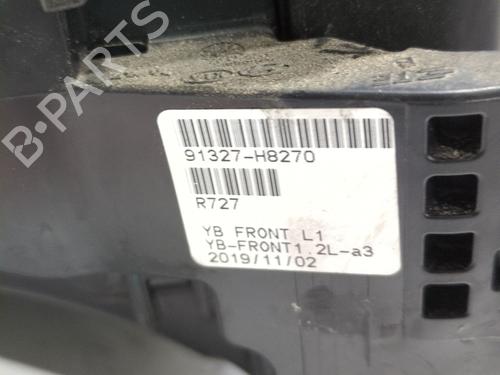 B-PARTS
91327-H8270
R727
YB FRONT L1
YB-FRONT1.2L-a3
2019/11/02